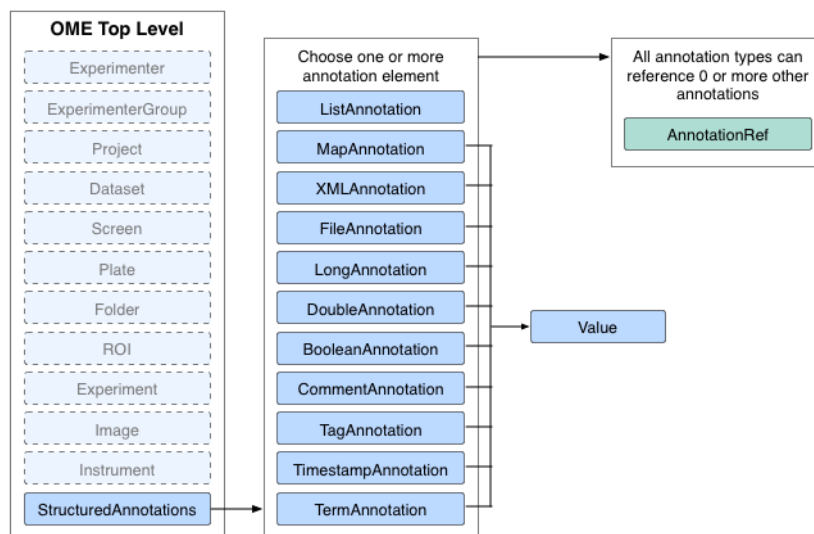 OME Top Level
Experimenter
ExperimenterGroup
Project
Dataset
Screen
Plate
Folder
ROI
Experiment
Image
Instrument
StructuredAnnotations
Choose one or more
annotation element
ListAnnotation
MapAnnotation
XMLAnnotation
FileAnnotation
LongAnnotation
DoubleAnnotation
BooleanAnnotation
CommentAnnotation
TagAnnotation
TimestampAnnotation
TermAnnotation
Value
All annotation types can
reference 0 or more other
annotations
AnnotationRef